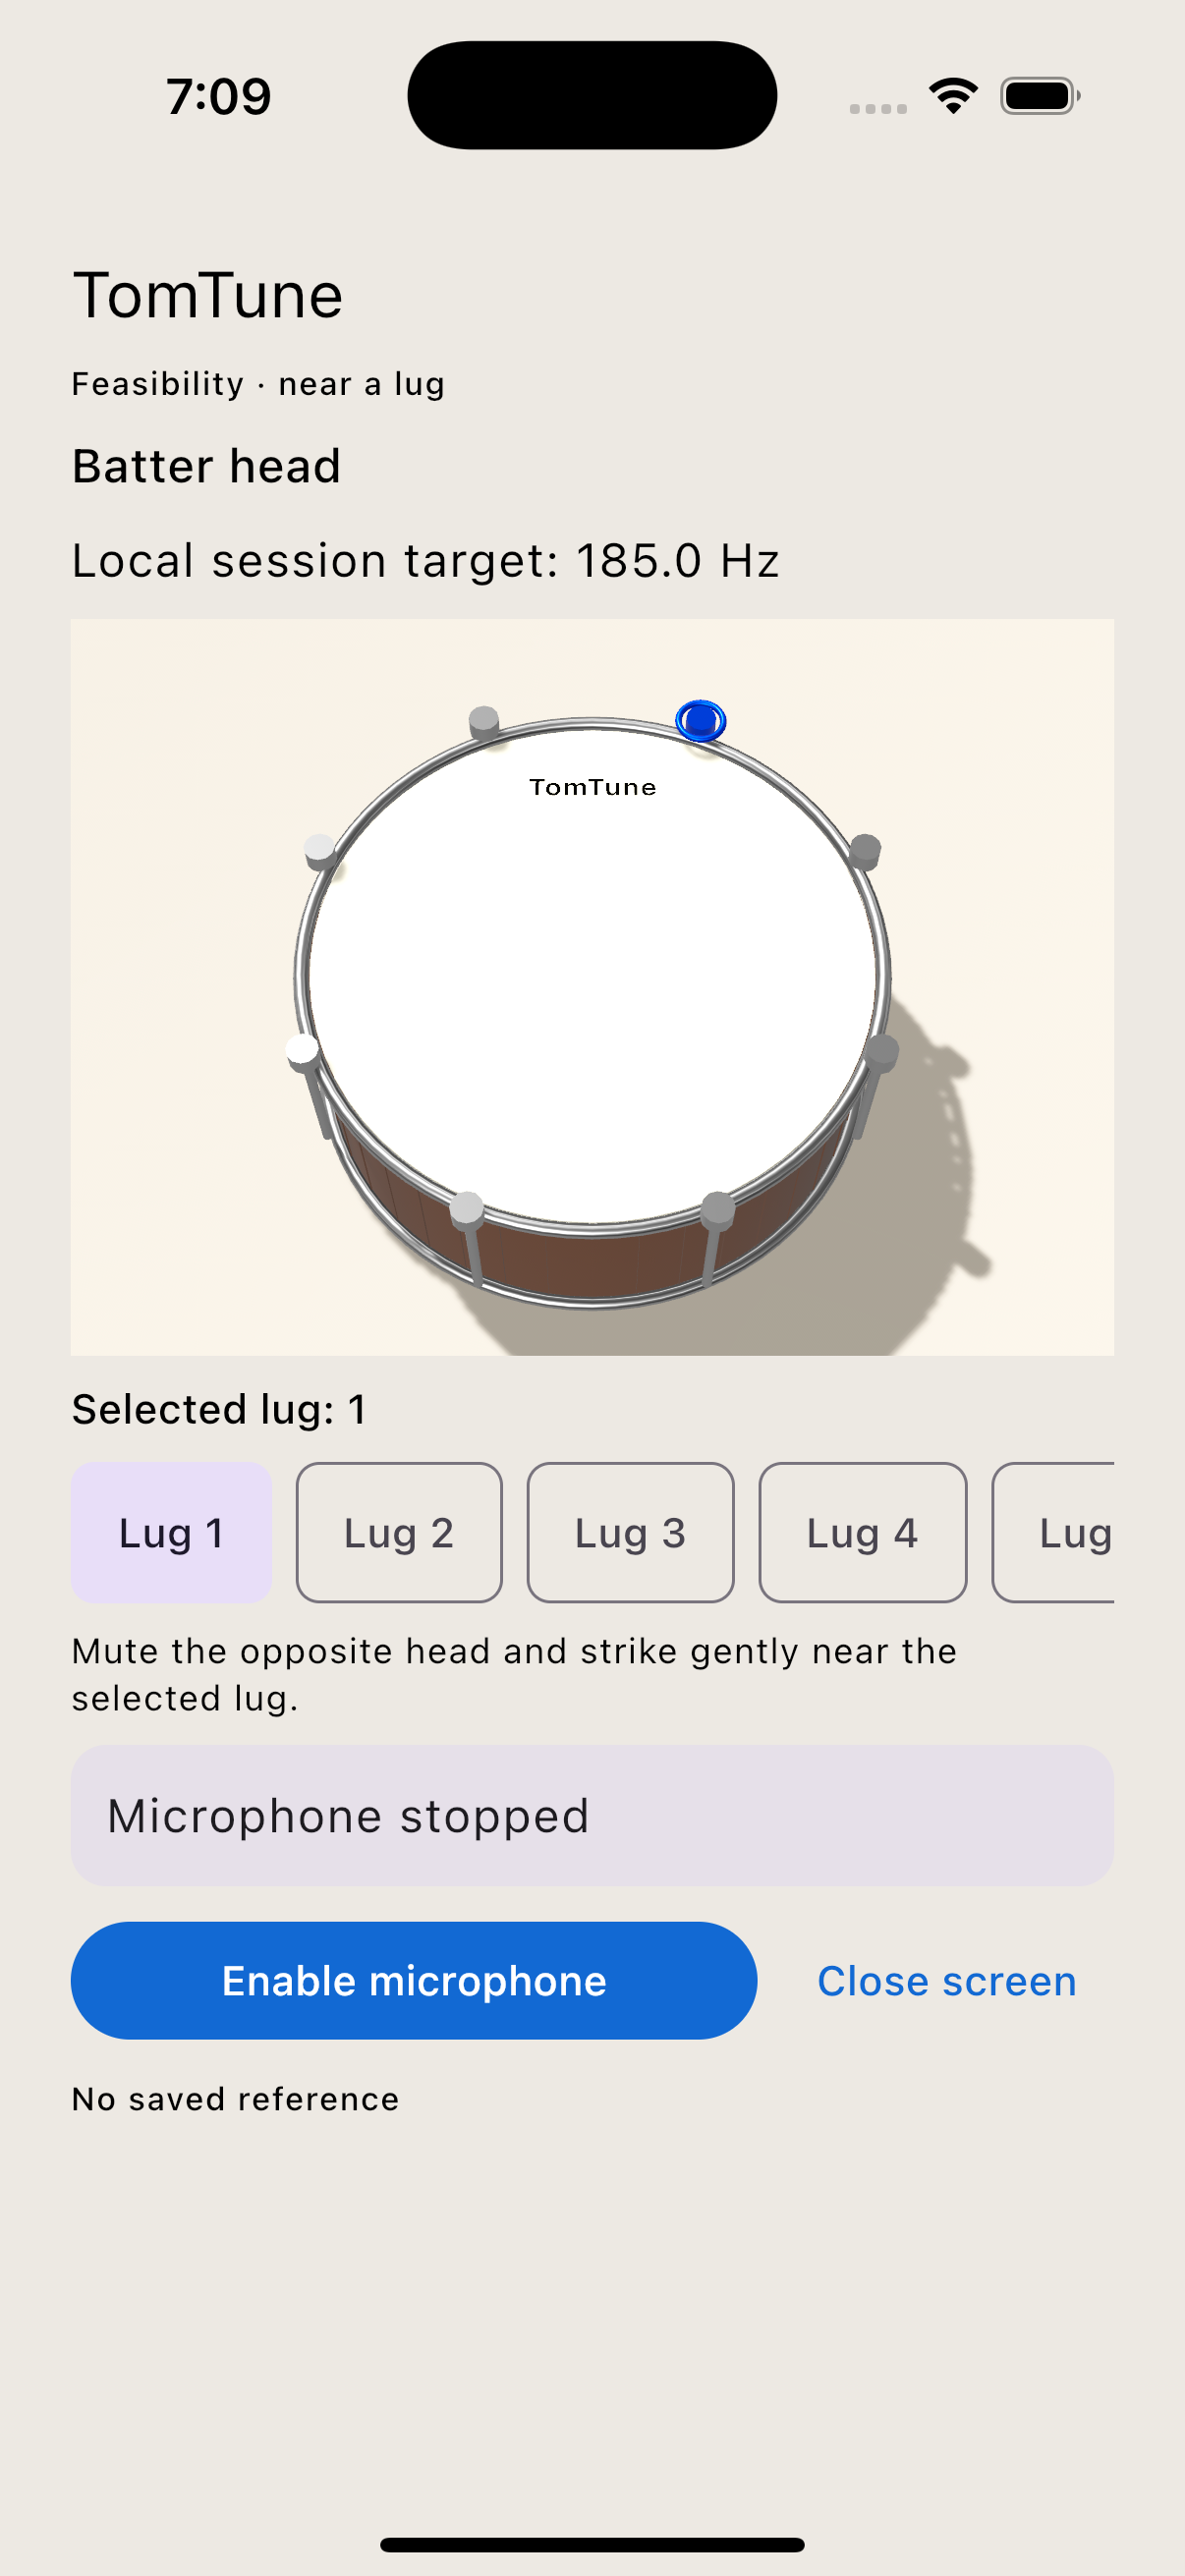 7:09
TomTune
Feasibility · near a lug
Batter head
Local session target: 185.0 Hz
TomTune
Selected lug: 1
Lug 1
Lug 2
Lug 3
Lug 4
Lug
Mute the opposite head and strike gently near the
selected lug.
Microphone stopped
Enable microphone
Close screen
No saved reference